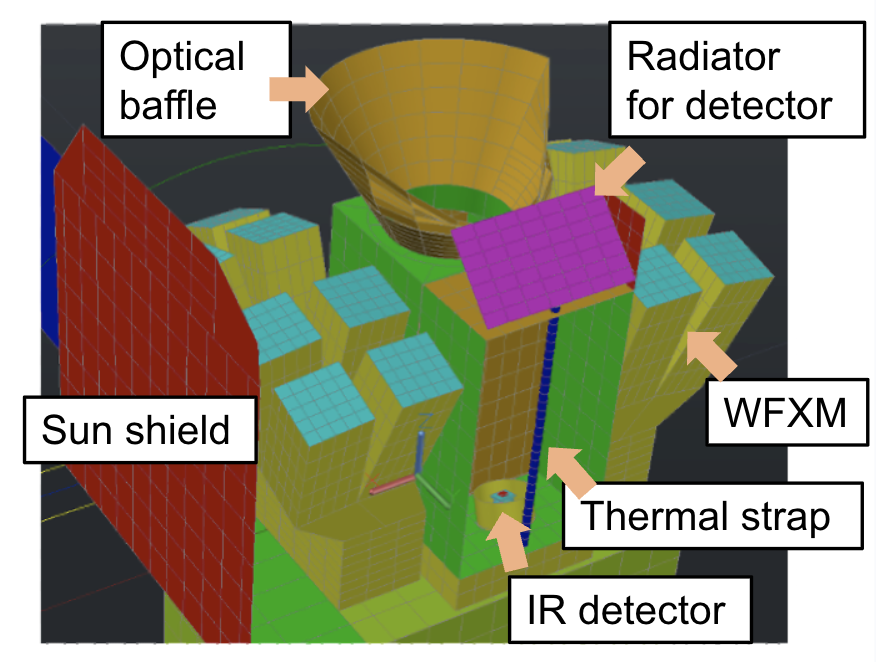 Optical
baffle
Radiator
for detector
Sun shield
WFXM
Thermal strap
IR detector